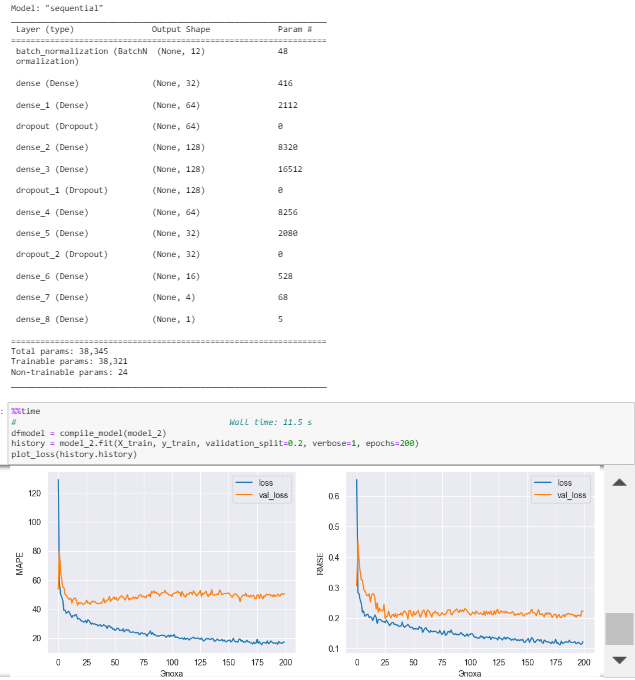 Model: "sequential"
Layer (type) Output Shape Param #
batch_normalization (BatchN (None, 12) 48
ormalization)
dense (Dense) (None, 32) 416
dense_1 (Dense) (None, 64) 2112
dropout (Dropout) (None, 64) 0
dense_2 (Dense) (None, 128) 8320
dense_3 (Dense) (None, 128) 16512
dropout_1 (Dropout) (None, 128) 0
dense_4 (Dense) (None, 64) 8256
dense_5 (Dense) (None, 32) 2080
dropout_2 (Dropout) (None, 32) 0
dense_6 (Dense) (None, 16) 528
dense_7 (Dense) (None, 4) 68
dense_8 (Dense) (None, 1) 5
Total params: 38,345
Trainable params: 38,321
Non-trainable params: 24
: %%time
# Wall time: 11.5 s
dfmodel = compile_model(model_2)
history = model_2.fit(X_train, y_train, validation_split=0.2, verbose=1, epochs=200)
plot_loss(history.history)
loss
val_loss
120
100
80
60
40
20
MAPE
0 25 50 75 100 125 150 175 200
Эпоха
loss
val_loss
0.6
0.5
0.4
0.3
0.2
0.1
RMSE
0 25 50 75 100 125 150 175 200
Эпоха